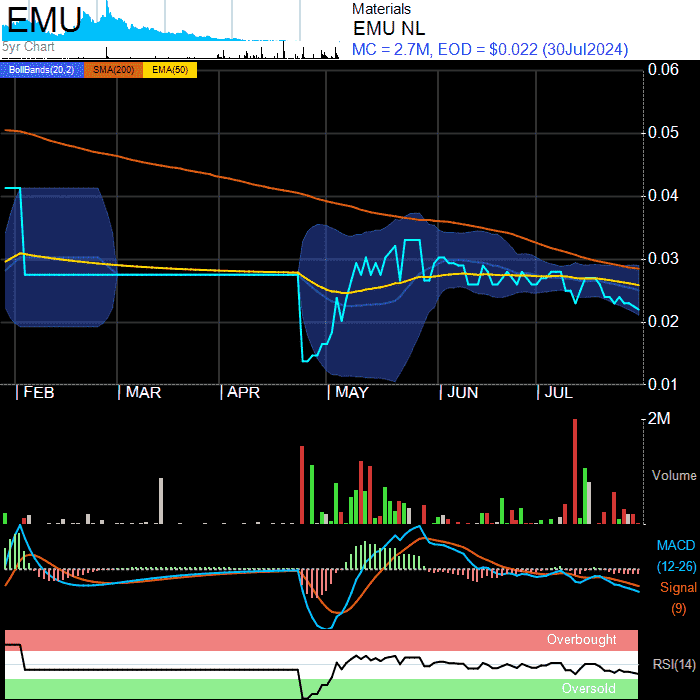 EMU
5yr Chart
Materials
EMU NL
MC = 2.7M, EOD = $0.022 (30Jul2024)
BollBands(20,2) SMA(200) EMA(50)
0.06
0.05
0.04
0.03
0.02
0.01
FEB MAR APR MAY JUN JUL
2M
Volume
MACD
(12-26)
Signal
(9)
Overbought
RSI(14)
Oversold